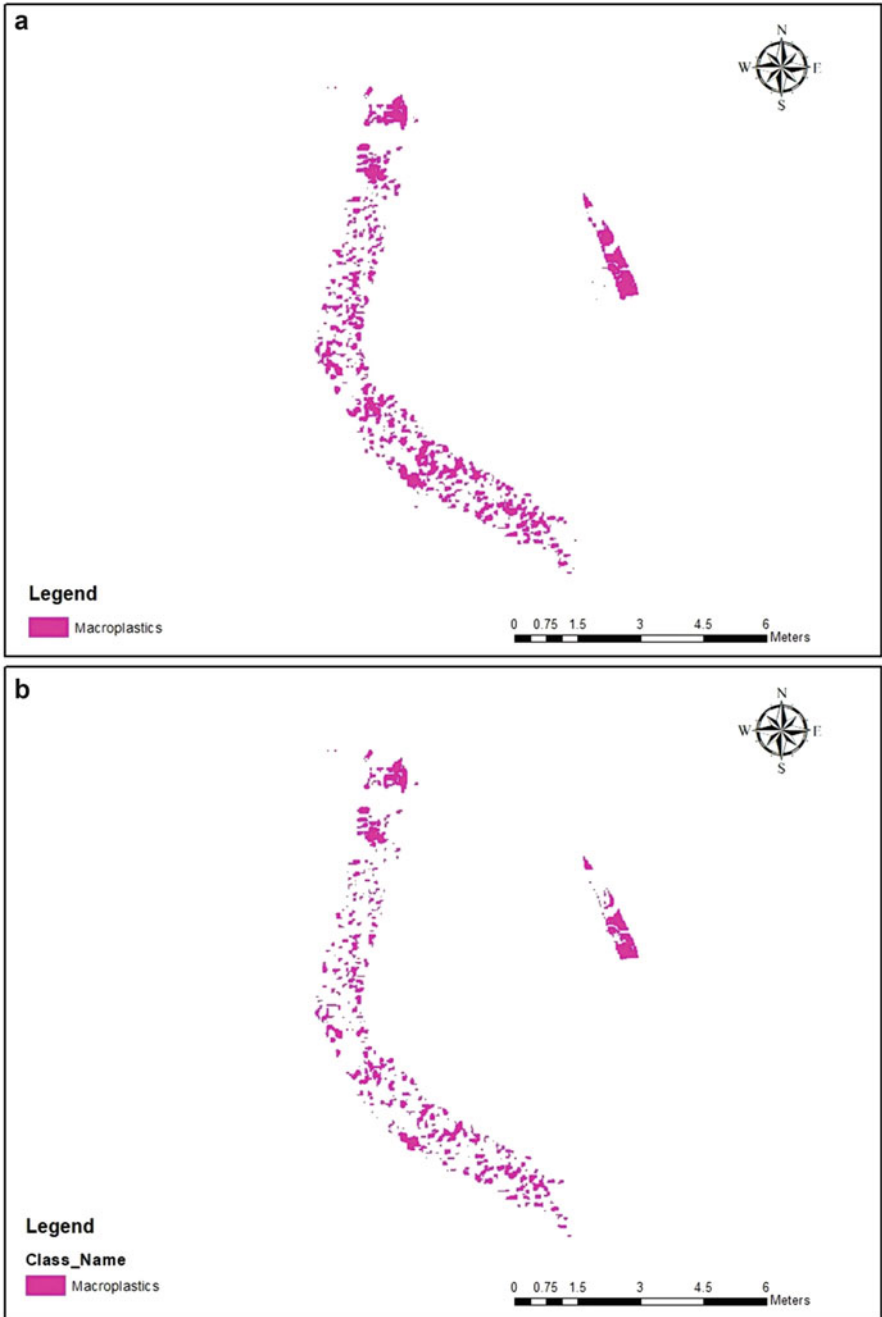 a
N
W E
S
Legend
Macroplastics
0 0.75 1.5 3 4.5 6
Meters
b
N
W E
S
Legend
Class_Name
Macroplastics
0 0.75 1.5 3 4.5 6
Meters